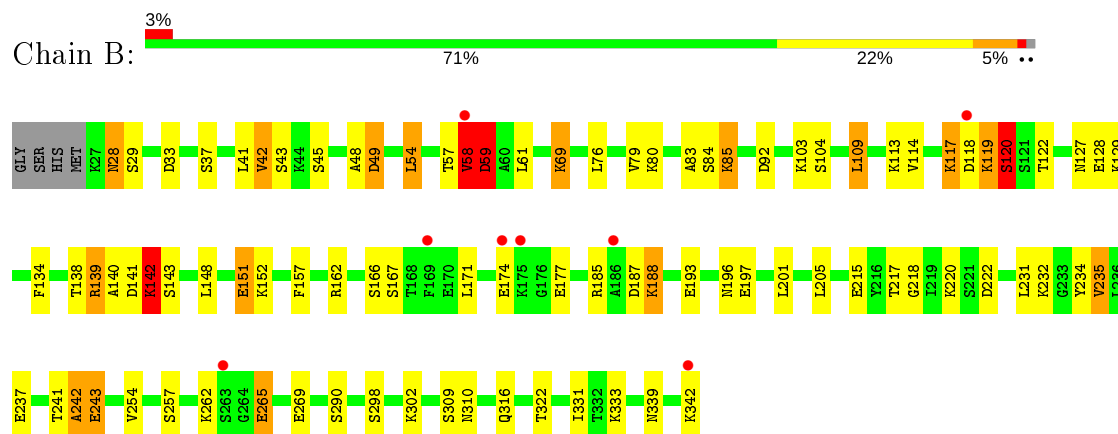 3%
Chain B:
71% 22% 5% ••
GLY SER HIS MET K27 N28 S29 D33 S37 L41 V42 S43 K44 S45 A48 D49 L54 T57 V58 D59 A60 L61 K69 L76 V79 K80 A83 S84 K85 D92 K103 S104 L109 K113 V114 K117 D118 K119 S120 S121 T122 N127 E128 K129
F134 T138 R139 A140 D141 K142 S143 L148 E151 K152 F157 R162 S166 S167 T168 F169 E170 L171 E174 K175 G176 E177 R185 A186 D187 K188 E193 N196 E197 L201 L205 E215 Y216 T217 G218 I219 K220 S221 D222 L231 K232 G233 Y234 V235 L236
E237 T241 A242 E243 V254 S257 K262 S263 G264 E265 E269 S290 S298 K302 S309 N310 Q316 T322 I331 T332 K333 N339 K342